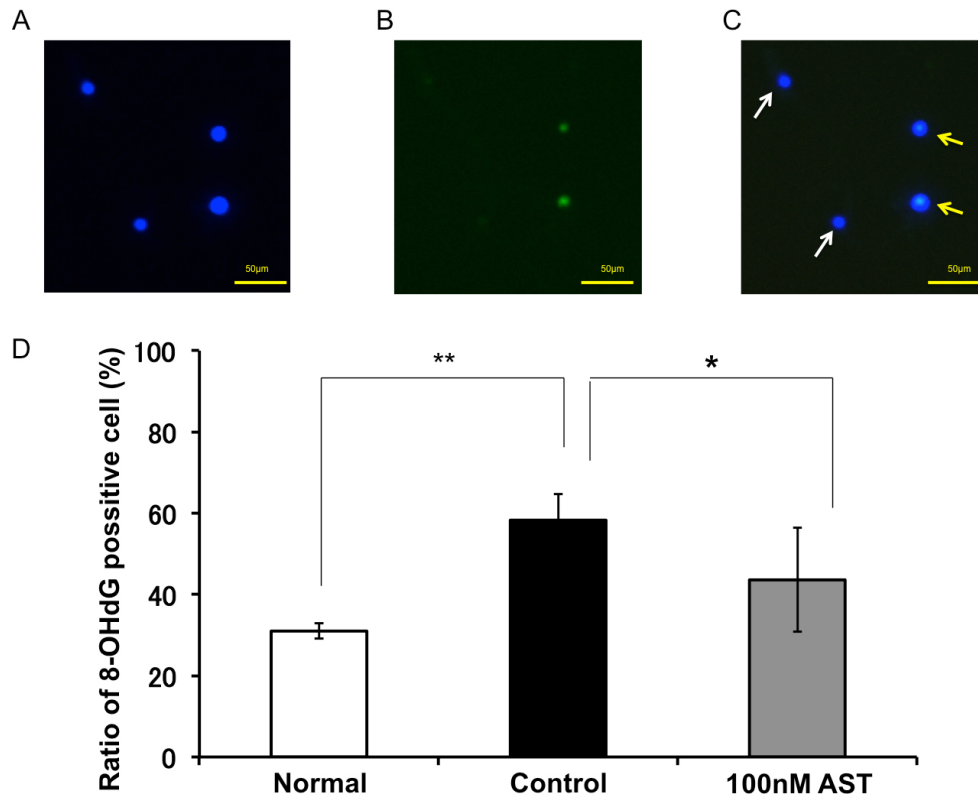 A
B
C
50μm
50μm
50μm
D
Ratio of 8-OHdG possitive cell (%)
100
80
60
40
20
0
**
*
Normal
Control
100nM AST